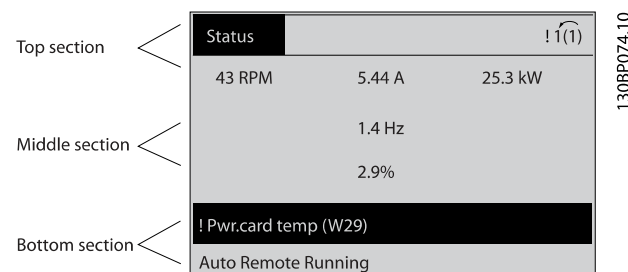 Top section
Status
! 1(1)
43 RPM 5.44 A 25.3 kW
Middle section
1.4 Hz
2.9%
Bottom section
! Pwr.card temp (W29)
Auto Remote Running
130BP074.10